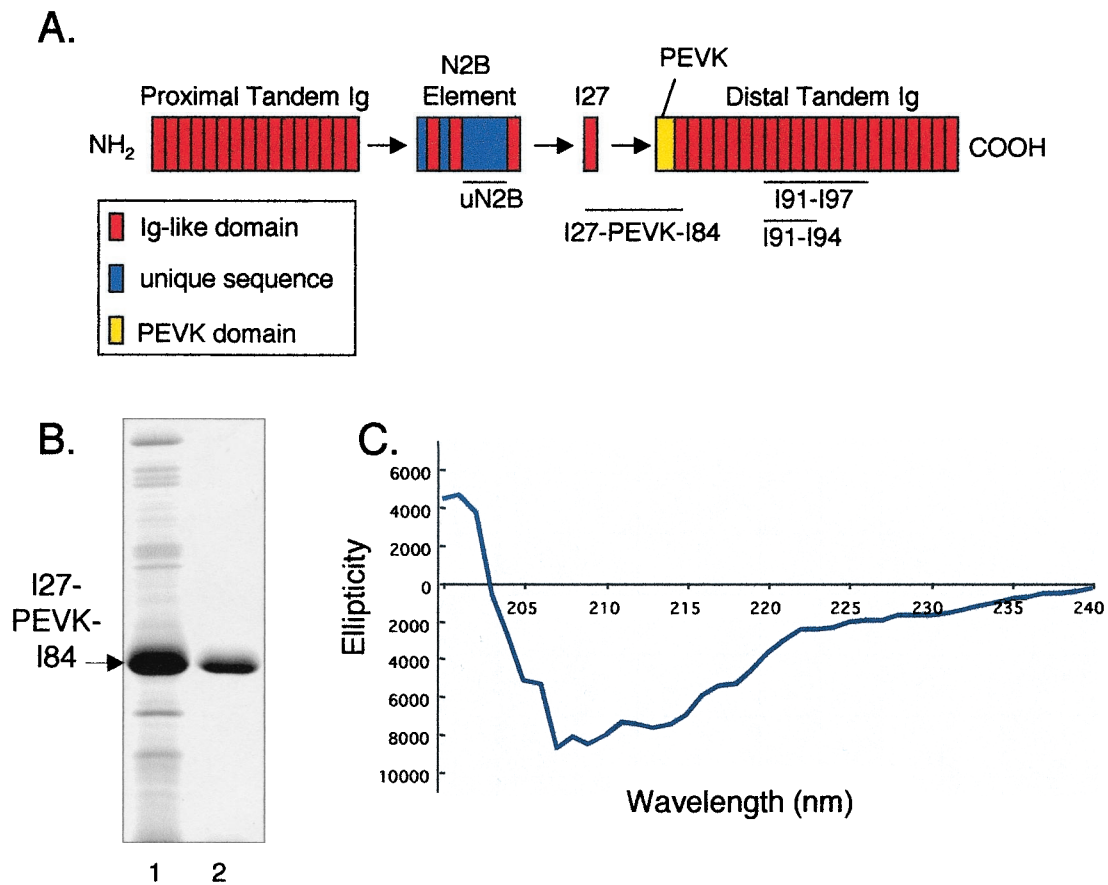 A.
PEVK
N2B
Element
Proximal Tandem Ig
I27
Distal Tandem Ig
NH2
COOH
uN2B
I91-I97
I27-PEVK-I84
I91-I94
Ig-like domain
unique sequence
PEVK domain
B.
I27-
PEVK-
I84
1 2
C.
6000
4000
2000
0
2000
4000
6000
8000
10000
Ellipticity
205 210 215 220 225 230 235 240
Wavelength (nm)